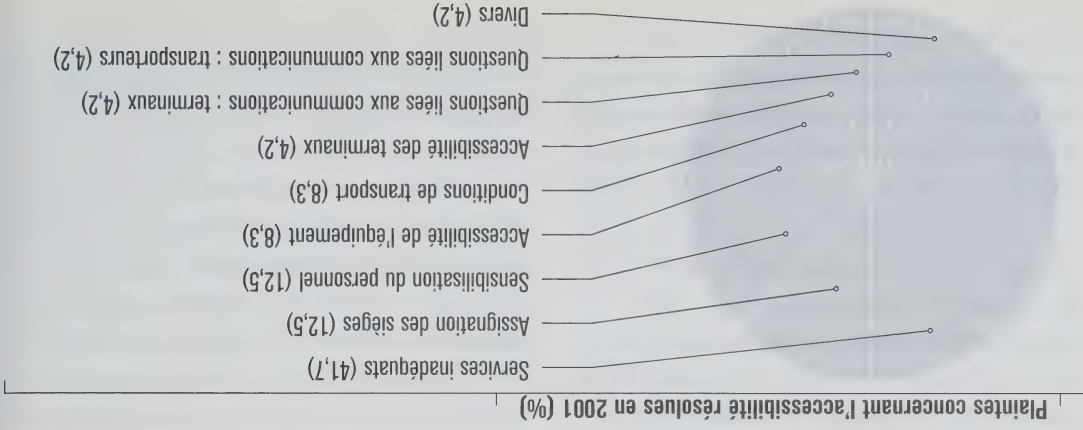 Plaintes concernant l'accessibilité résolues en 2001 (%)
Services inadéquats (41,7)
Assignation des sièges (12,5)
Sensibilisation du personnel (12,5)
Accessibilité de l'équipement (8,3)
Conditions de transport (8,3)
Accessibilité des terminaux (4,2)
Questions liées aux communications : terminaux (4,2)
Questions liées aux communications : transporteurs (4,2)
Divers (4,2)